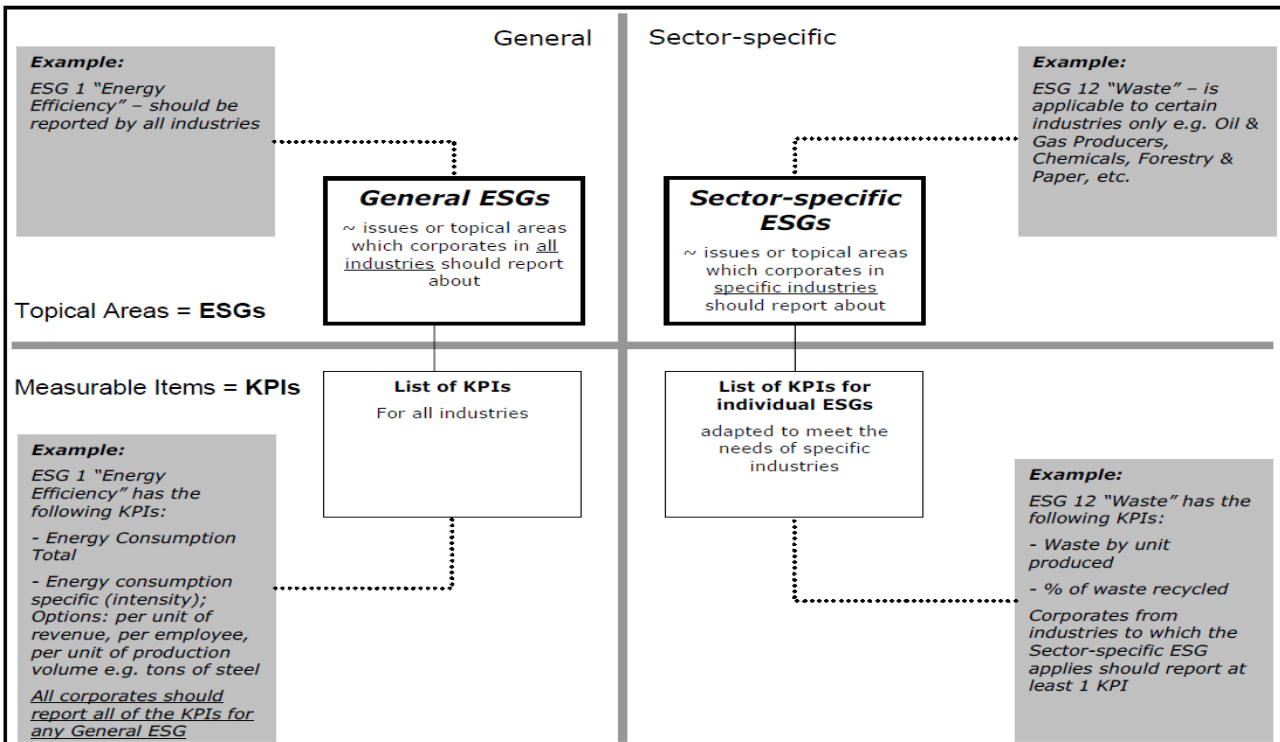 General
Sector-specific
Example:
ESG 1 “Energy
Efficiency” – should be
reported by all industries
Example:
ESG 12 “Waste” – is
applicable to certain
industries only e.g. Oil &
Gas Producers,
Chemicals, Forestry &
Paper, etc.
General ESGs
~ issues or topical areas
which corporates in all
industries should report
about
Sector-specific
ESGs
~ issues or topical areas
which corporates in
specific industries
should report about
Topical Areas = ESGs
Measurable Items = KPIs
List of KPIs
For all industries
List of KPIs for
individual ESGs
adapted to meet the
needs of specific
industries
Example:
ESG 1 “Energy
Efficiency” has the
following KPIs:
- Energy Consumption
Total
- Energy consumption
specific (intensity);
Options: per unit of
revenue, per employee,
per unit of production
volume e.g. tons of steel
All corporates should
report all of the KPIs for
any General ESG
Example:
ESG 12 “Waste” has the
following KPIs:
- Waste by unit
produced
- % of waste recycled
Corporates from
industries to which the
Sector-specific ESG
applies should report at
least 1 KPI